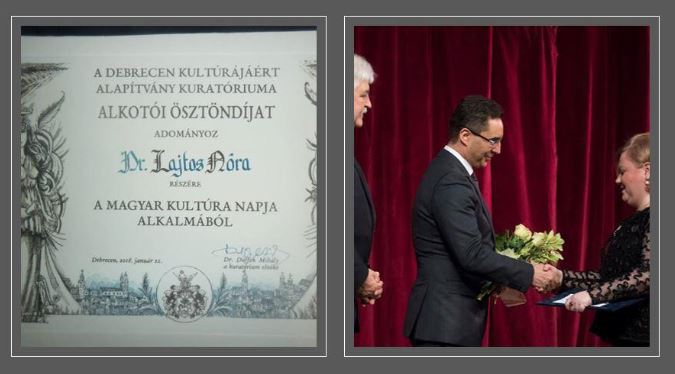 A DEBRECEN KULTÚRÁJÁÉRT
ALAPÍTVÁNY KURATÓRIUMA
ALKOTÓI ÖSZTÖNDÍJAT
ADOMÁNYOZ
Dr. Lajtos Nóra
RÉSZÉRE
A MAGYAR KULTÚRA NAPJA
ALKALMÁBÓL
Debrecen, 2018. január 22.
Dr. Duffek Mihály
a kuratórium elnöke